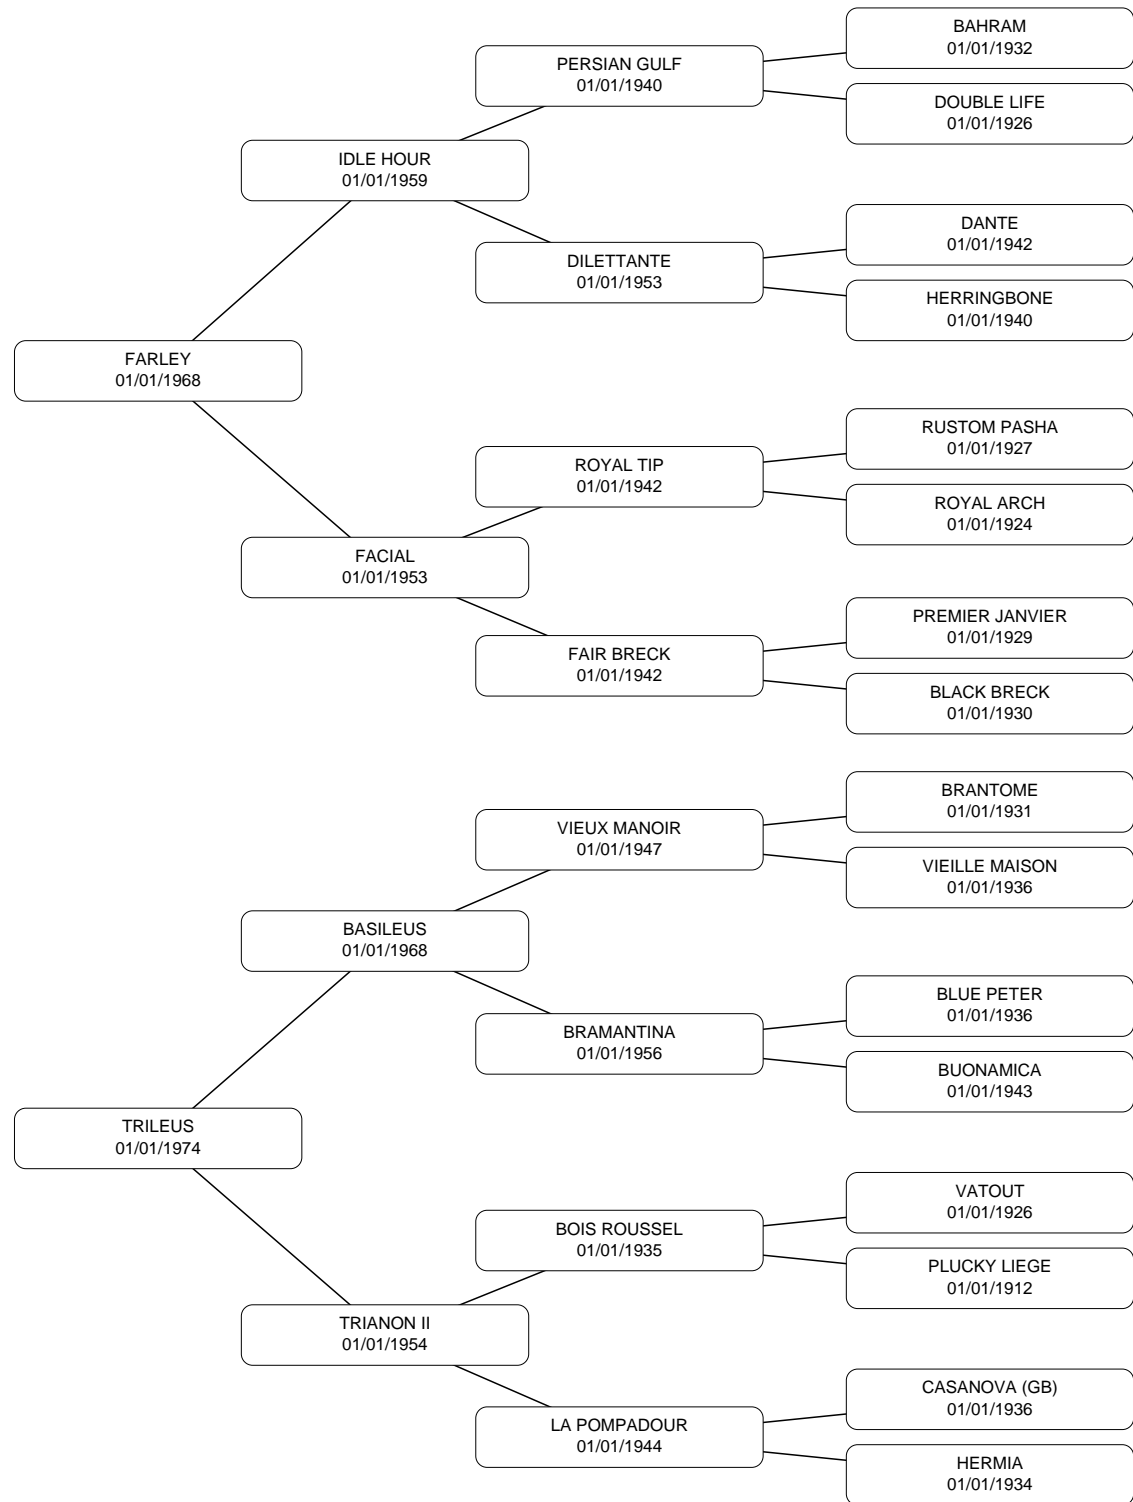 BAHRAM
01/01/1932
PERSIAN GULF
01/01/1940
DOUBLE LIFE
01/01/1926
IDLE HOUR
01/01/1959
DANTE
01/01/1942
DILETTANTE
01/01/1953
HERRINGBONE
01/01/1940
FARLEY
01/01/1968
RUSTOM PASHA
01/01/1927
ROYAL TIP
01/01/1942
ROYAL ARCH
01/01/1924
FACIAL
01/01/1953
PREMIER JANVIER
01/01/1929
FAIR BRECK
01/01/1942
BLACK BRECK
01/01/1930
BRANTOME
01/01/1931
VIEUX MANOIR
01/01/1947
VIEILLE MAISON
01/01/1936
BASILEUS
01/01/1968
BLUE PETER
01/01/1936
BRAMANTINA
01/01/1956
BUONAMICA
01/01/1943
TRILEUS
01/01/1974
VATOUT
01/01/1926
BOIS ROUSSEL
01/01/1935
PLUCKY LIEGE
01/01/1912
TRIANON II
01/01/1954
CASANOVA (GB)
01/01/1936
LA POMPADOUR
01/01/1944
HERMIA
01/01/1934